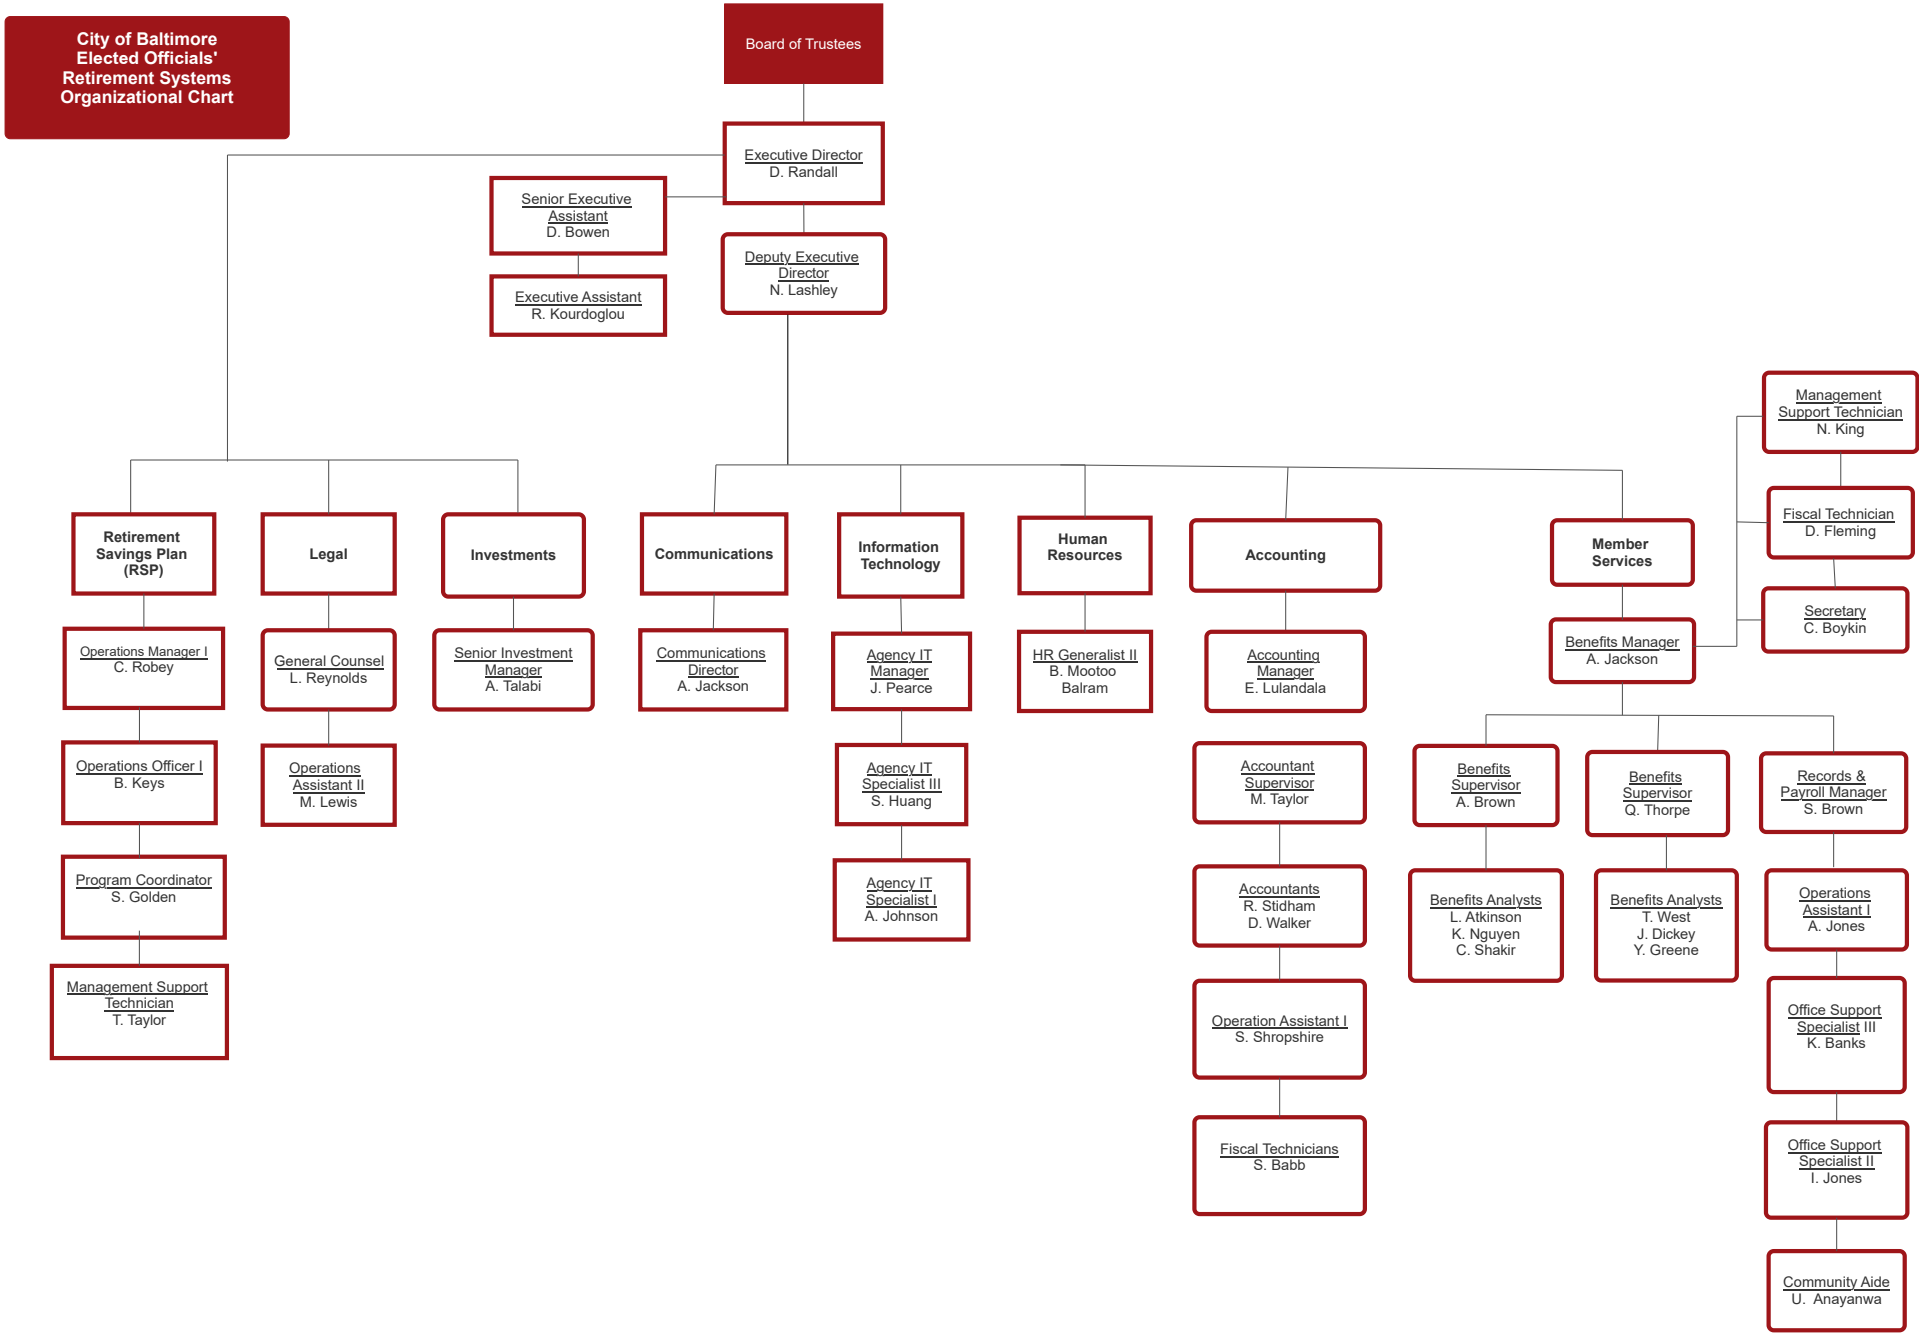 City of Baltimore
Elected Officials'
Retirement Systems
Organizational Chart
Board of Trustees
Executive Director
D. Randall
Senior Executive
Assistant
D. Bowen
Executive Assistant
R. Kourdoglou
Deputy Executive
Director
N. Lashley
Retirement
Savings Plan
(RSP)
Operations Manager I
C. Robey
Operations Officer I
B. Keys
Program Coordinator
S. Golden
Management Support
Technician
T. Taylor
Legal
General Counsel
L. Reynolds
Operations
Assistant II
M. Lewis
Investments
Senior Investment
Manager
A. Talabi
Communications
Communications
Director
A. Jackson
Information
Technology
Agency IT
Manager
J. Pearce
Agency IT
Specialist III
S. Huang
Agency IT
Specialist I
A. Johnson
Human
Resources
HR Generalist II
B. Mootoo
Balram
Accounting
Accounting
Manager
E. Lulandala
Accountant
Supervisor
M. Taylor
Accountants
R. Stidham
D. Walker
Operation Assistant I
S. Shropshire
Fiscal Technicians
S. Babb
Member
Services
Benefits Manager
A. Jackson
Management
Support Technician
N. King
Fiscal Technician
D. Fleming
Secretary
C. Boykin
Benefits
Supervisor
A. Brown
Benefits Analysts
L. Atkinson
K. Nguyen
C. Shakir
Benefits
Supervisor
Q. Thorpe
Benefits Analysts
T. West
J. Dickey
Y. Greene
Records &
Payroll Manager
S. Brown
Operations
Assistant I
A. Jones
Office Support
Specialist III
K. Banks
Office Support
Specialist II
I. Jones
Community Aide
U. Anayanwa